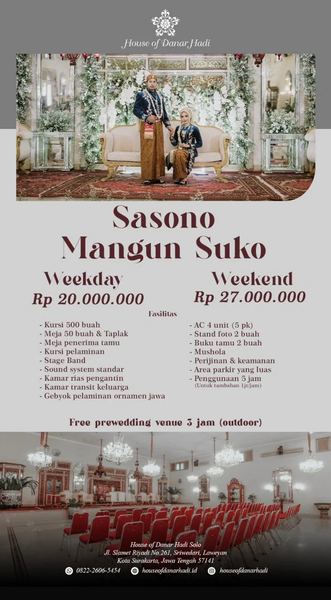 House of Danar Hadi
Sasono
Mangun Suko
Weekday
Rp 20.000.000
Weekend
Rp 27.000.000
Fasilitas
- Kursi 500 buah
- Meja 50 buah & Taplak
- Meja penerima tamu
- Kursi pelaminan
- Stage Band
- Sound system standar
- Kamar rias pengantin
- Kamar transit keluarga
- Gebyok pelaminan ornamen jawa
- AC 4 unit (5 pk)
- Stand foto 2 buah
- Buku tamu 2 buah
- Mushola
- Perijinan & keamanan
- Area parkir yang luas
- Penggunaan 5 jam
(Untuk tambahan 1jt/jam)
Free prewedding venue 3 jam (outdoor)
House of Danar Hadi Solo
Jl. Slamet Riyadi No.261, Sriwedari, Laweyan
Kota Surakarta, Jawa Tengah 57141
0822-2606-5454
houseofdanarhadi.id
houseofdanarhadi